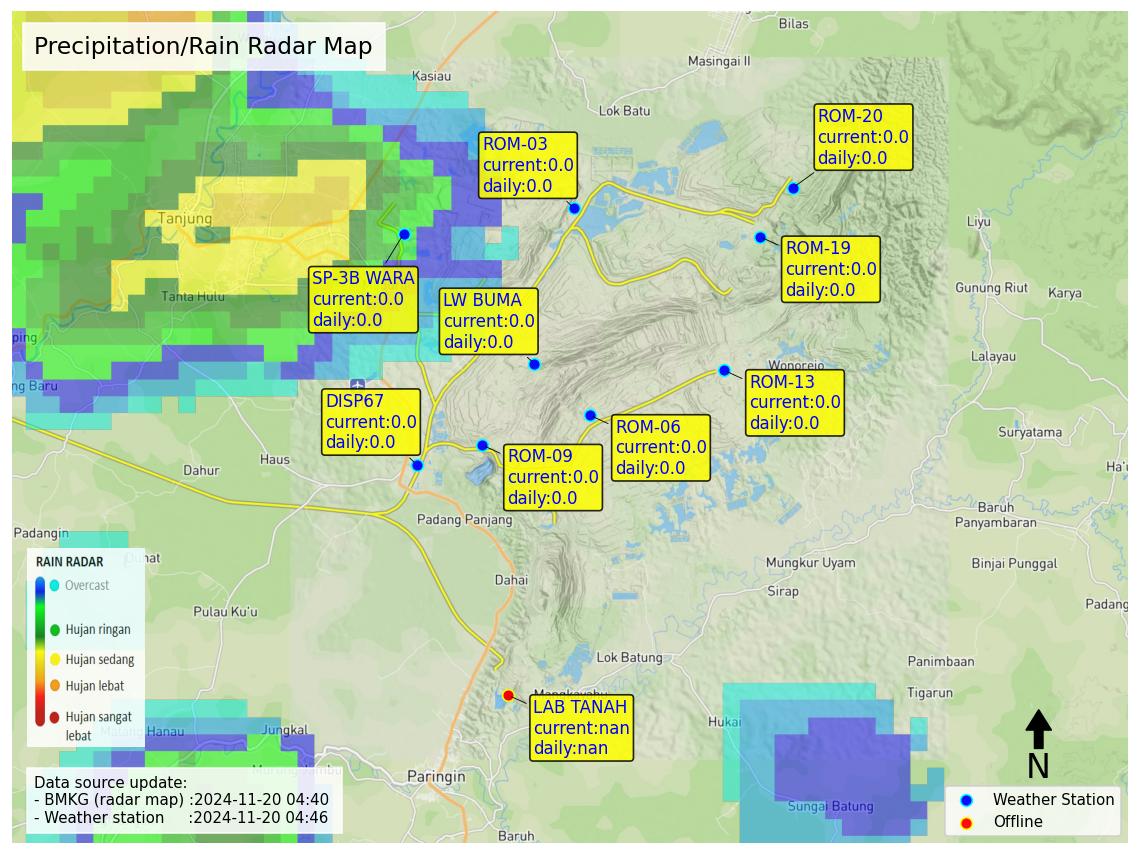 Precipitation/Rain Radar Map
Bilas
Masingai II
Kasiau
Lok Batu
ROM-20
current:0.0
daily:0.0
ROM-03
current:0.0
daily:0.0
Tanjung
Liyu
ROM-19
current:0.0
daily:0.0
SP-3B WARA
current:0.0
daily:0.0
Tanta Hulu
LW BUMA
current:0.0
daily:0.0
Gunung Riut
Karya
ping
Lalayau
Wonorejo
ng Baru
ROM-13
current:0.0
daily:0.0
DISP67
current:0.0
daily:0.0
ROM-06
current:0.0
daily:0.0
Suryatama
ROM-09
current:0.0
daily:0.0
Haus
Dahur
Ha'u
Baruh
Panyambaran
Padang Panjang
Padangin
Mungkur Uyam
Binjai Punggal
RAIN RADAR
Overcast
Hujan ringan
Hujan sedang
Hujan lebat
Hujan sangat
lebat
Dahai
Sirap
Padang
Pulau Ku'u
Lok Batung
Panimbaan
Tigarun
LAB TANAH
current:nan
daily:nan
Hukai
Jungkal
Paringin
N
Data source update:
- BMKG (radar map) :2024-11-20 04:40
- Weather station :2024-11-20 04:46
Sungai Batung
Weather Station
Offline
Baruh